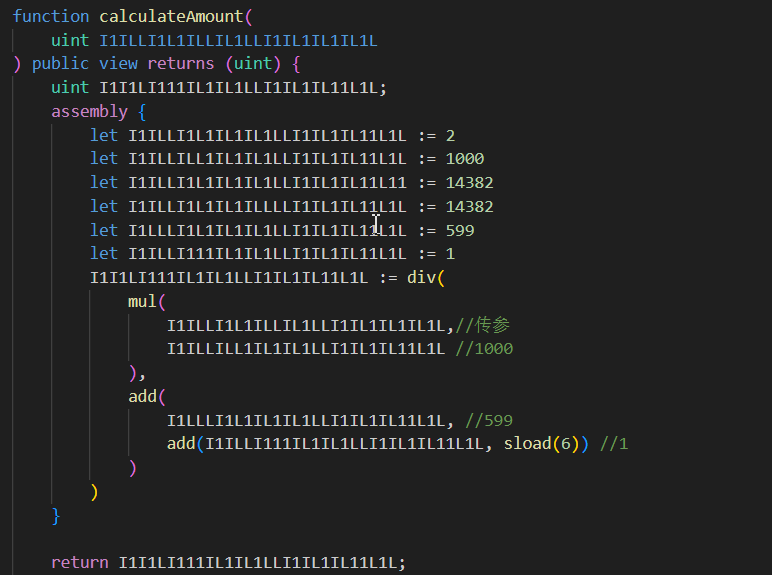 function calculateAmount(
    uint I1ILLI1L1ILLIL1LLI1IL1IL1IL1L
) public view returns (uint) {
    uint I1I1LI111IL1IL1LLI1IL1IL11L1L;
    assembly {
        let I1ILLI1L1IL1IL1LLI1IL1IL11L1L := 2
        let I1ILLILL1IL1IL1LLI1IL1IL11L1L := 1000
        let I1ILLI1L1IL1IL1LLI1IL1IL11L11 := 14382
        let I1ILLI1L1IL1ILLLLI1IL1IL11L1L := 14382
        let I1LLLI1L1IL1IL1LLI1IL1IL11L1L := 599
        let I1ILLI111IL1IL1LLI1IL1IL11L1L := 1
        I1I1LI111IL1IL1LLI1IL1IL11L1L := div(
            mul(
                I1ILLI1L1ILLIL1LLI1IL1IL1IL1L,//传参
                I1ILLILL1IL1IL1LLI1IL1IL11L1L //1000
            ),
            add(
                I1LLLI1L1IL1IL1LLI1IL1IL11L1L, //599
                add(I1ILLI111IL1IL1LLI1IL1IL11L1L, sload(6)) //1
            )
        )
    }
    return I1I1LI111IL1IL1LLI1IL1IL11L1L;